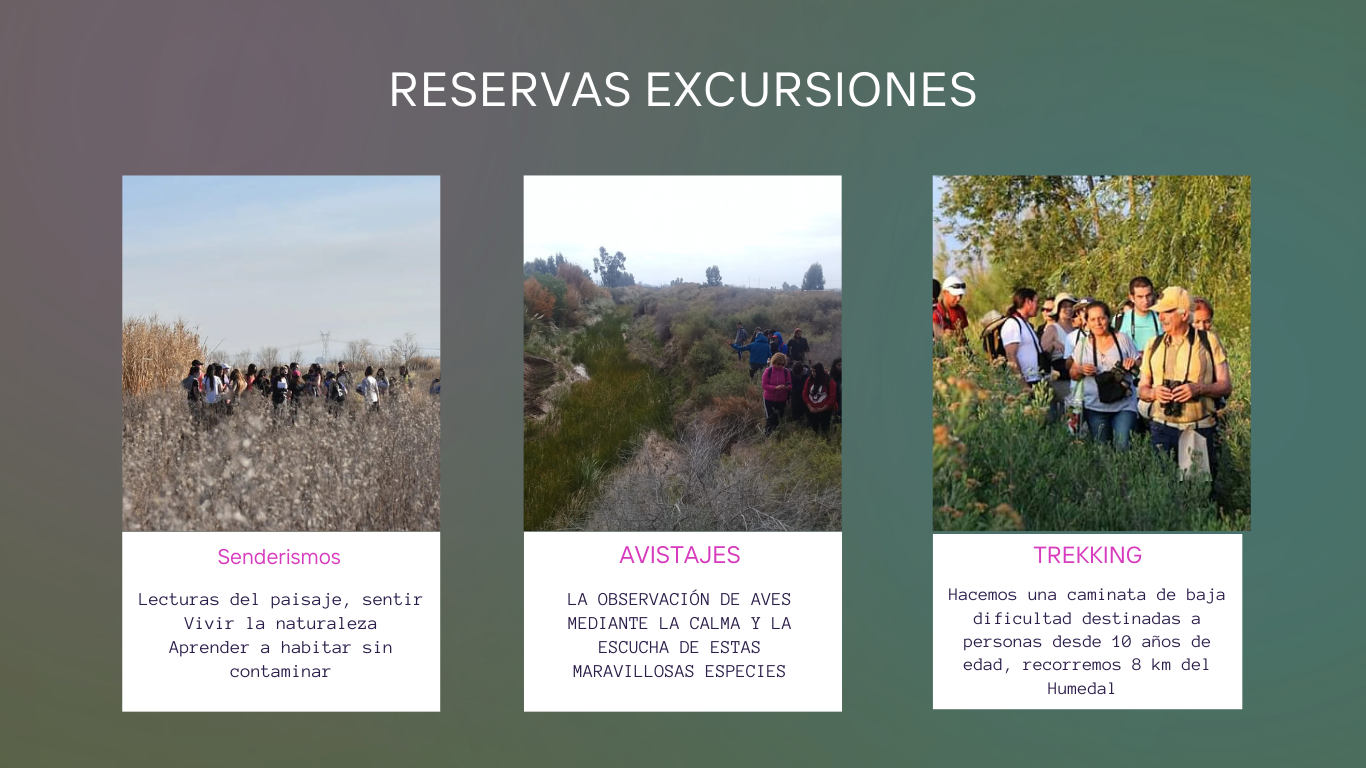 RESERVAS EXCURSIONES
Senderismos
Lecturas del paisaje, sentir
Vivir la naturaleza
Aprender a habitar sin
contaminar
AVISTAJES
LA OBSERVACIÓN DE AVES
MEDIANTE LA CALMA Y LA
ESCUCHA DE ESTAS
MARAVILLOSAS ESPECIES
TREKKING
Hacemos una caminata de baja
dificultad destinadas a
personas desde 10 años de
edad, recorremos 8 km del
Humedal